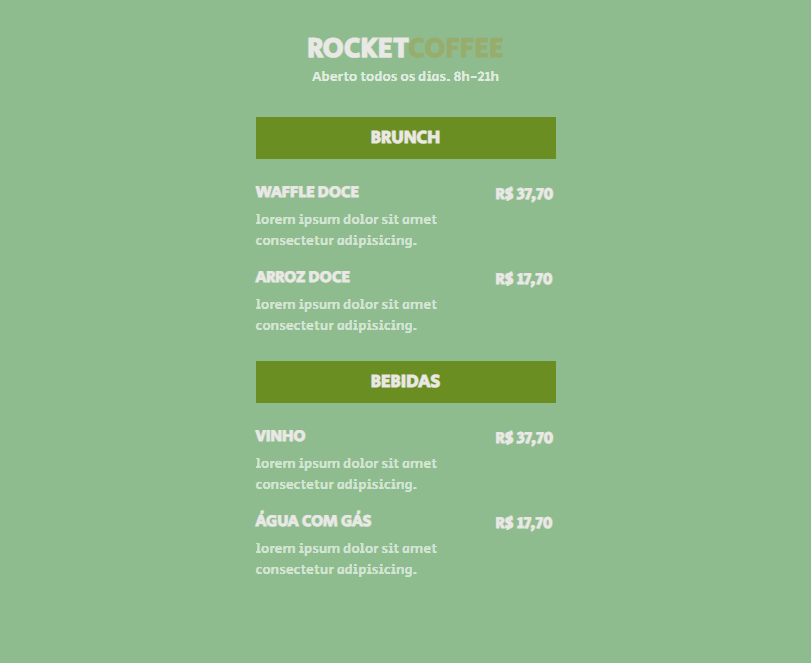 ROCKETCOFFEE
Aberto todos os dias. 8h-21h
BRUNCH
WAFFLE DOCE R$ 37,70
lorem ipsum dolor sit amet
consectetur adipisicing.
ARROZ DOCE R$ 17,70
lorem ipsum dolor sit amet
consectetur adipisicing.
BEBIDAS
VINHO R$ 37,70
lorem ipsum dolor sit amet
consectetur adipisicing.
ÁGUA COM GÁS R$ 17,70
lorem ipsum dolor sit amet
consectetur adipisicing.